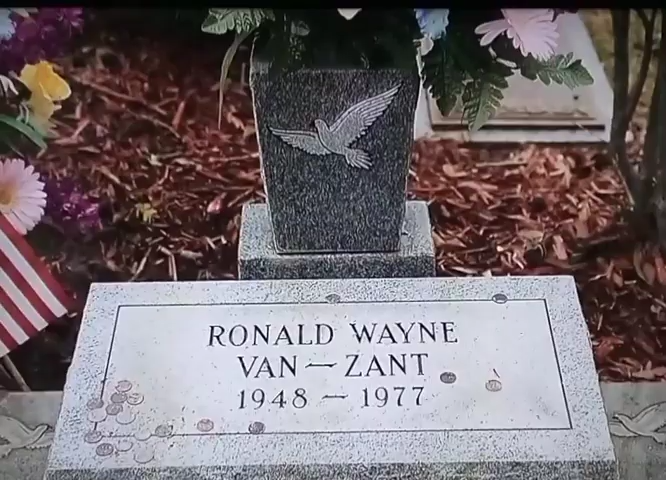 RONALD WAYNE
VAN — ZANT
1948 — 1977